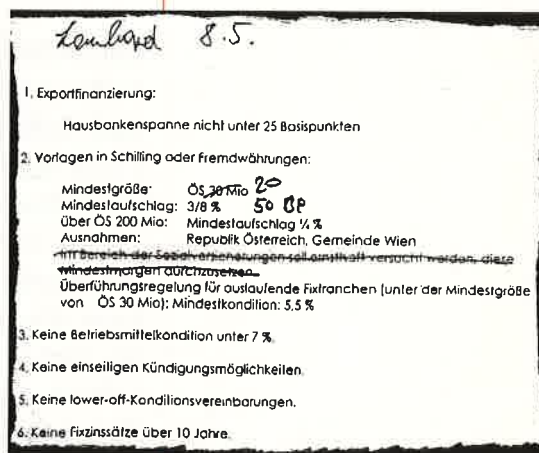 Lombard 8.5.
1. Exportfinanzierung:
Hausbankenspanne nicht unter 25 Basispunkten
2. Vorlagen in Schilling oder Fremdwährungen:
Mindestgröße: ÖS 30 Mio 20
Mindestaufschlag: 3/8 % 50 BP
über ÖS 200 Mio: Mindestaufschlag ¼ %
Ausnahmen: Republik Österreich, Gemeinde Wien
Im Bereich der Sozialversicherungen soll ernsthaft versucht werden, diese
Mindestmargen durchzusetzen.
Überführungsregelung für auslaufende Fixtranchen (unter der Mindestgröße
von ÖS 30 Mio): Mindestkondition: 5,5 %
3. Keine Betriebsmittelkondition unter 7 %.
4. Keine einseitigen Kündigungsmöglichkeiten.
5. Keine lower-off-Konditionsvereinbarungen.
6. Keine Fixzinssätze über 10 Jahre.